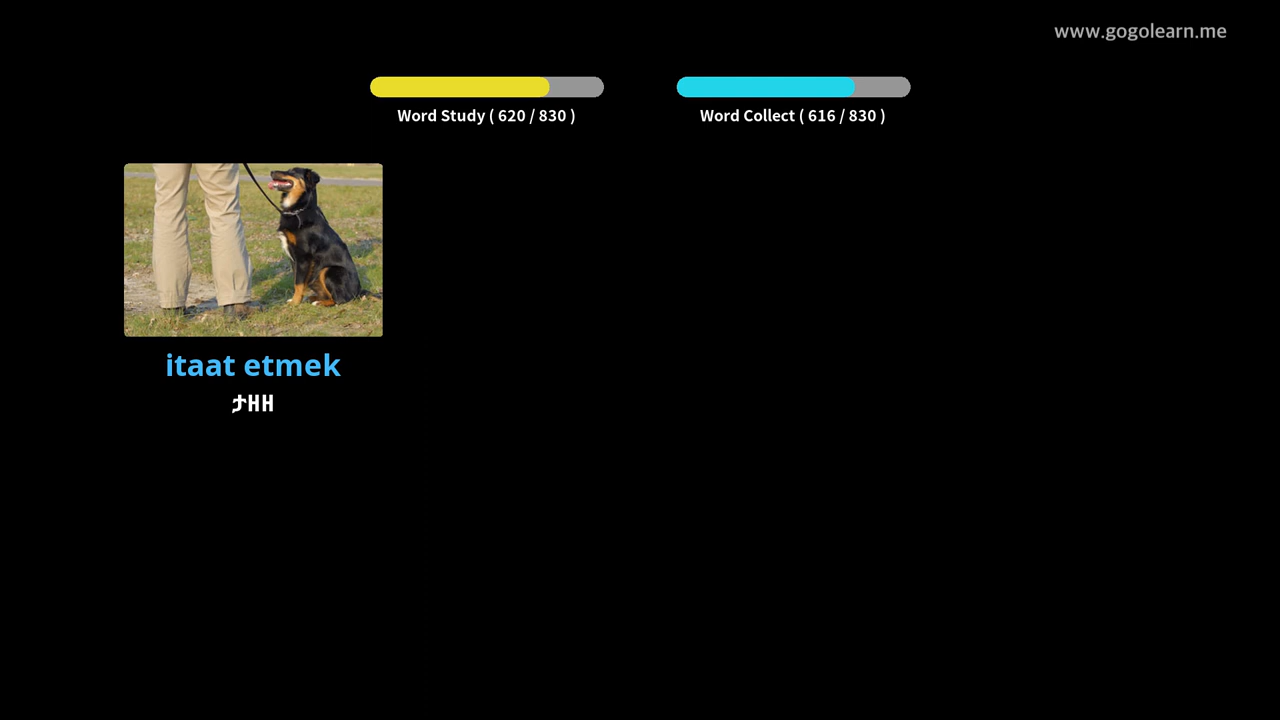 www.gogolearn.me
Word Study ( 620 / 830 )
Word Collect ( 616 / 830 )
itaat etmek
ታዘዘ